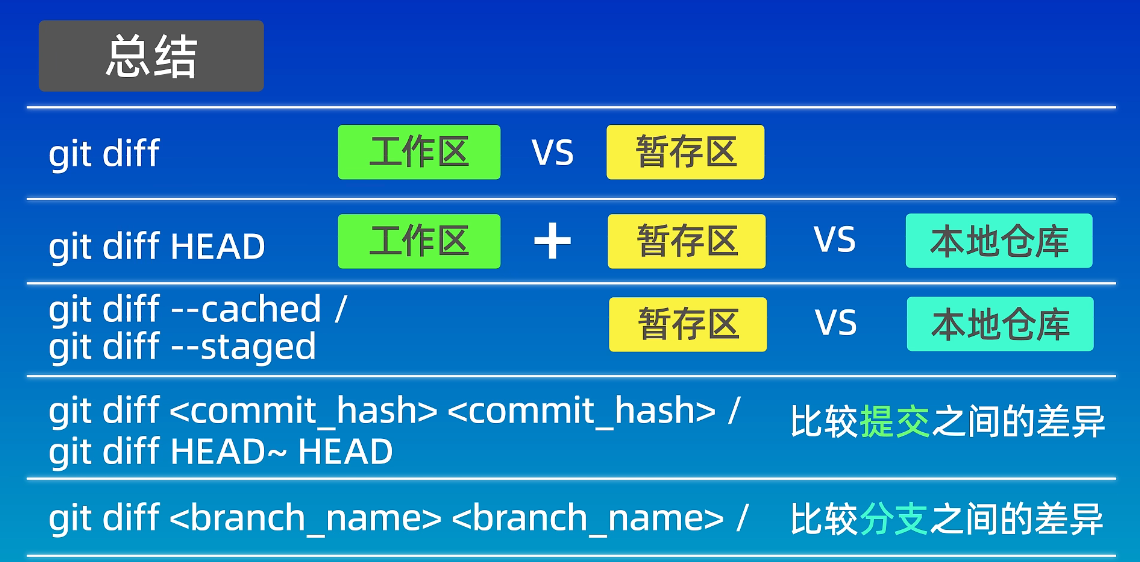 总结
git diff 工作区 VS 暂存区
git diff HEAD 工作区 + 暂存区 VS 本地仓库
git diff --cached /
git diff --staged 暂存区 VS 本地仓库
git diff <commit_hash> <commit_hash> /
git diff HEAD~ HEAD 比较提交之间的差异
git diff <branch_name> <branch_name> / 比较分支之间的差异